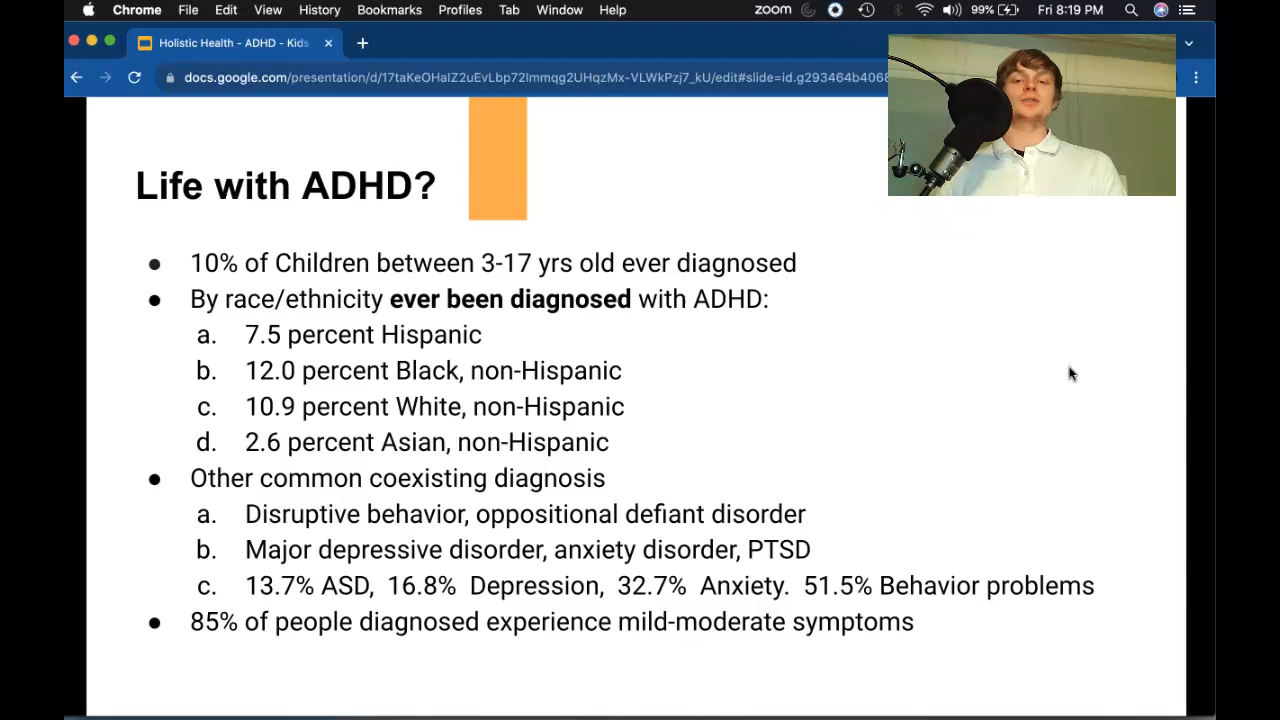 Chrome File Edit View History Bookmarks Profiles Tab Window Help zoom 99% Fri 8:19 PM
Holistic Health - ADHD - Kids
docs.google.com/presentation/d/17taKeOHaIZ2uEvLbp72lmmqg2UHqzMx-VLWkPzj7_kU/edit#slide=id.g293464b4068
Life with ADHD?
● 10% of Children between 3-17 yrs old ever diagnosed
● By race/ethnicity ever been diagnosed with ADHD:
a. 7.5 percent Hispanic
b. 12.0 percent Black, non-Hispanic
c. 10.9 percent White, non-Hispanic
d. 2.6 percent Asian, non-Hispanic
● Other common coexisting diagnosis
a. Disruptive behavior, oppositional defiant disorder
b. Major depressive disorder, anxiety disorder, PTSD
c. 13.7% ASD, 16.8% Depression, 32.7% Anxiety. 51.5% Behavior problems
● 85% of people diagnosed experience mild-moderate symptoms